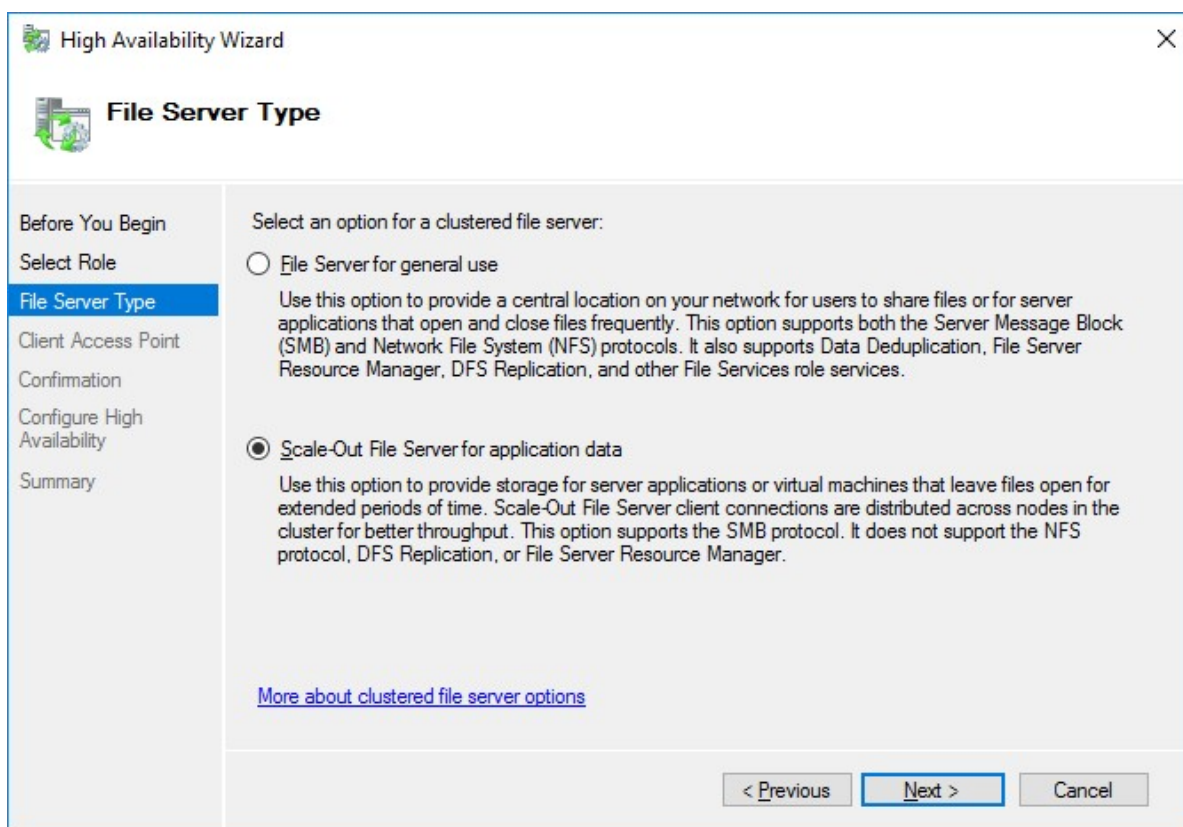 High Availability Wizard
File Server Type
Before You Begin
Select Role
File Server Type
Client Access Point
Confirmation
Configure High
Availability
Summary
Select an option for a clustered file server:
File Server for general use
Use this option to provide a central location on your network for users to share files or for server
applications that open and close files frequently. This option supports both the Server Message Block
(SMB) and Network File System (NFS) protocols. It also supports Data Deduplication, File Server
Resource Manager, DFS Replication, and other File Services role services.
Scale-Out File Server for application data
Use this option to provide storage for server applications or virtual machines that leave files open for
extended periods of time. Scale-Out File Server client connections are distributed across nodes in the
cluster for better throughput. This option supports the SMB protocol. It does not support the NFS
protocol, DFS Replication, or File Server Resource Manager.
More about clustered file server options
< Previous
Next >
Cancel